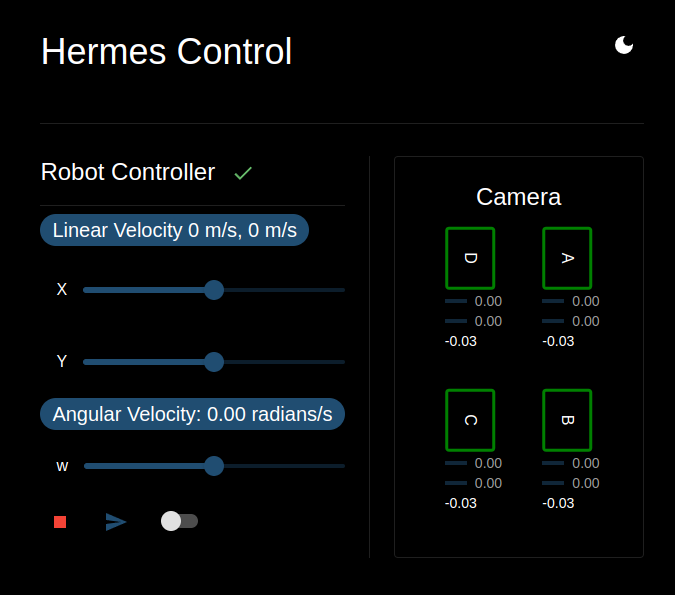 Hermes Control
Robot Controller
Linear Velocity 0 m/s, 0 m/s
X
Y
Angular Velocity: 0.00 radians/s
w
Camera
D A
0.00 0.00
0.00 0.00
-0.03 -0.03
C B
0.00 0.00
0.00 0.00
-0.03 -0.03